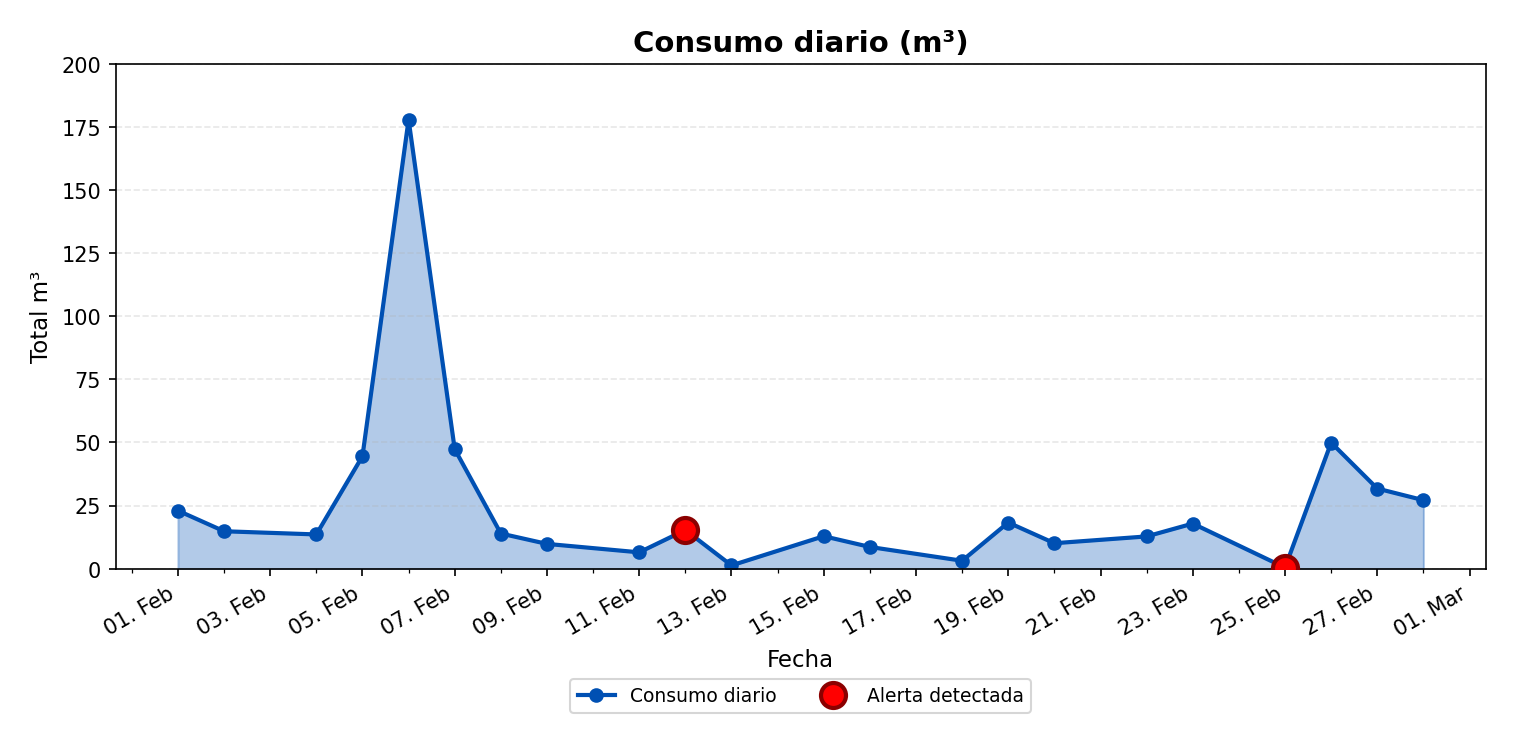 Consumo diario (m³)
200
175
150
125
100
75
50
25
0
Total m³
01. Feb
03. Feb
05. Feb
07. Feb
09. Feb
11. Feb
13. Feb
15. Feb
17. Feb
19. Feb
21. Feb
23. Feb
25. Feb
27. Feb
01. Mar
Fecha
Consumo diario
Alerta detectada